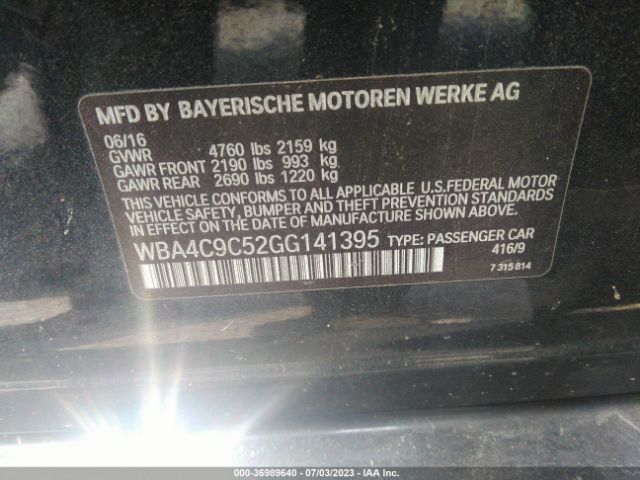 MFD BY BAYERISCHE MOTOREN WERKE AG
06/16
GVWR 4760 lbs 2159 kg
GAWR FRONT 2190 lbs 993 kg
GAWR REAR 2690 lbs 1220 kg
THIS VEHICLE CONFORMS TO ALL APPLICABLE U.S.FEDERAL MOTOR
VEHICLE SAFETY, BUMPER AND THEFT PREVENTION STANDARDS
IN EFFECT ON THE DATE OF MANUFACTURE SHOWN ABOVE.
WBA4C9C52GG141395 TYPE: PASSENGER CAR
416/9
7 315 814
000-36989640 - 07/03/2023 - IAA Inc.